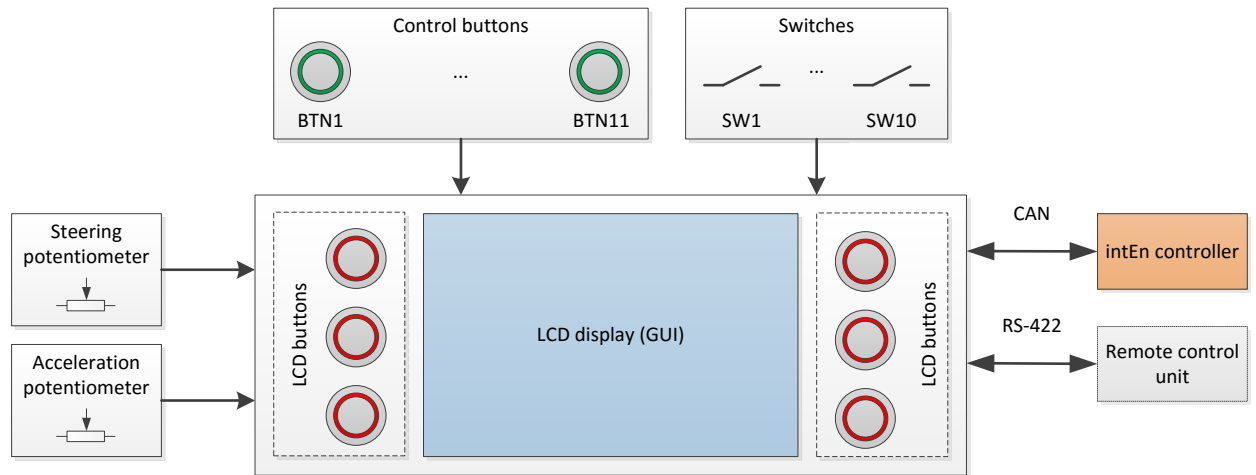 Control buttons
...
BTN1
BTN11
Switches
...
SW1
SW10
Steering
potentiometer
Acceleration
potentiometer
LCD buttons
LCD display (GUI)
LCD buttons
CAN
intEn controller
RS-422
Remote control
unit